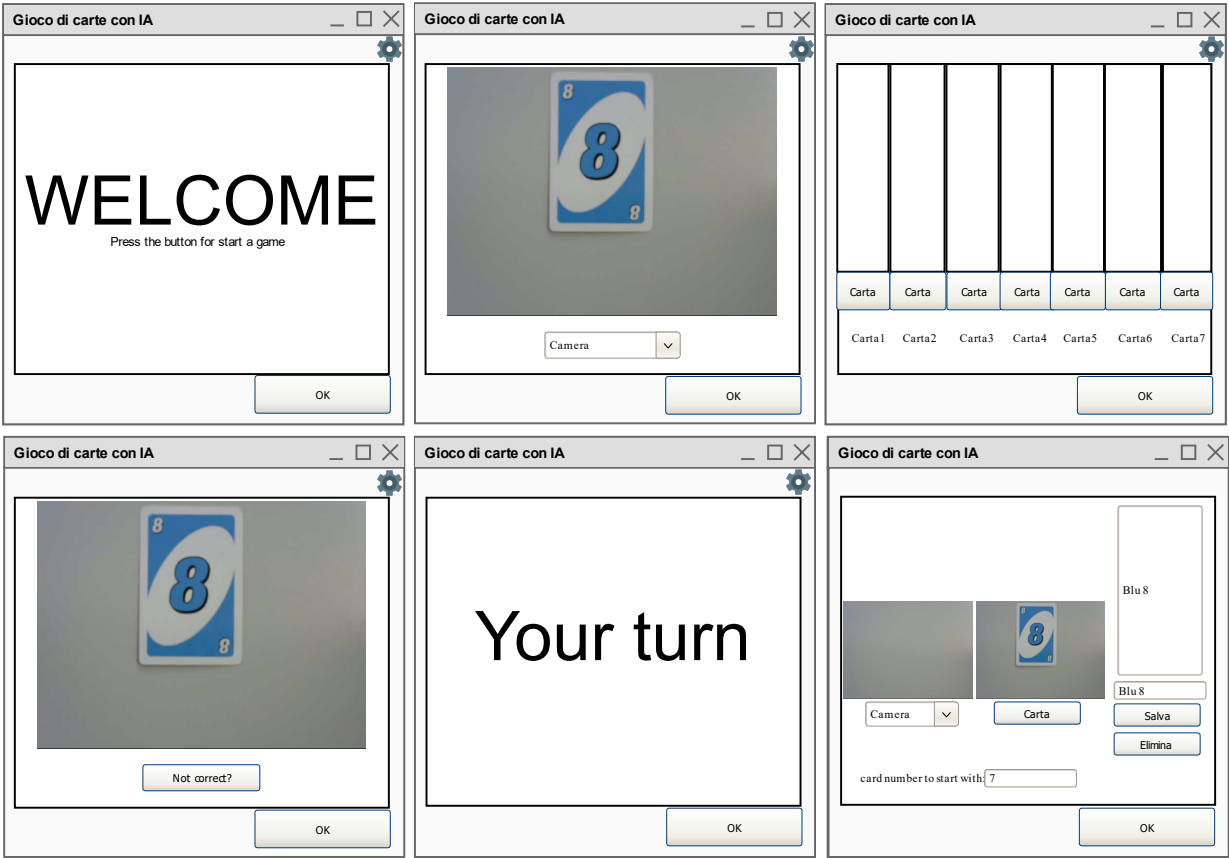 Gioco di carte con IA
WELCOME
Press the button for start a game
OK
Gioco di carte con IA
8
8
8
Camera
OK
Gioco di carte con IA
Carta Carta Carta Carta Carta Carta Carta
Carta1 Carta2 Carta3 Carta4 Carta5 Carta6 Carta7
OK
Gioco di carte con IA
8
8
8
Not correct?
OK
Gioco di carte con IA
Your turn
OK
Gioco di carte con IA
Blu 8
8
8
8
Blu 8
Camera Carta Salva
Elimina
card number to start with: 7
OK